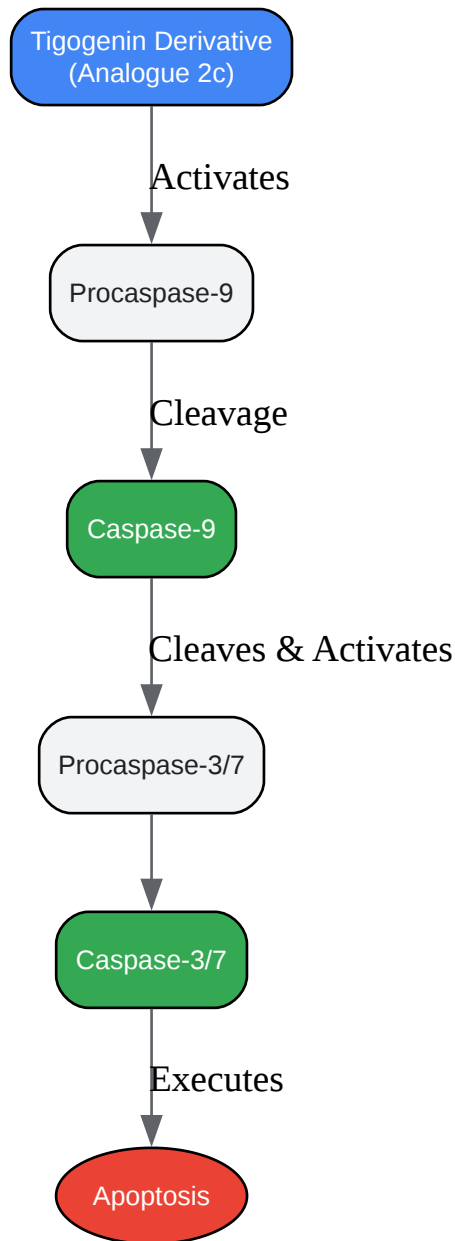 Tigogenin Derivative
(Analogue 2c)
Activates
Procaspase-9
Cleavage
Caspase-9
Cleaves & Activates
Procaspase-3/7
Caspase-3/7
Executes
Apoptosis